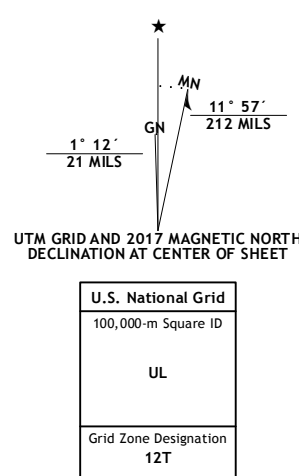 MN
GN
11° 57´
212 MILS
1° 12´
21 MILS
UTM GRID AND 2017 MAGNETIC NORTH
DECLINATION AT CENTER OF SHEET
U.S. National Grid
100,000-m Square ID
UL
Grid Zone Designation
12T